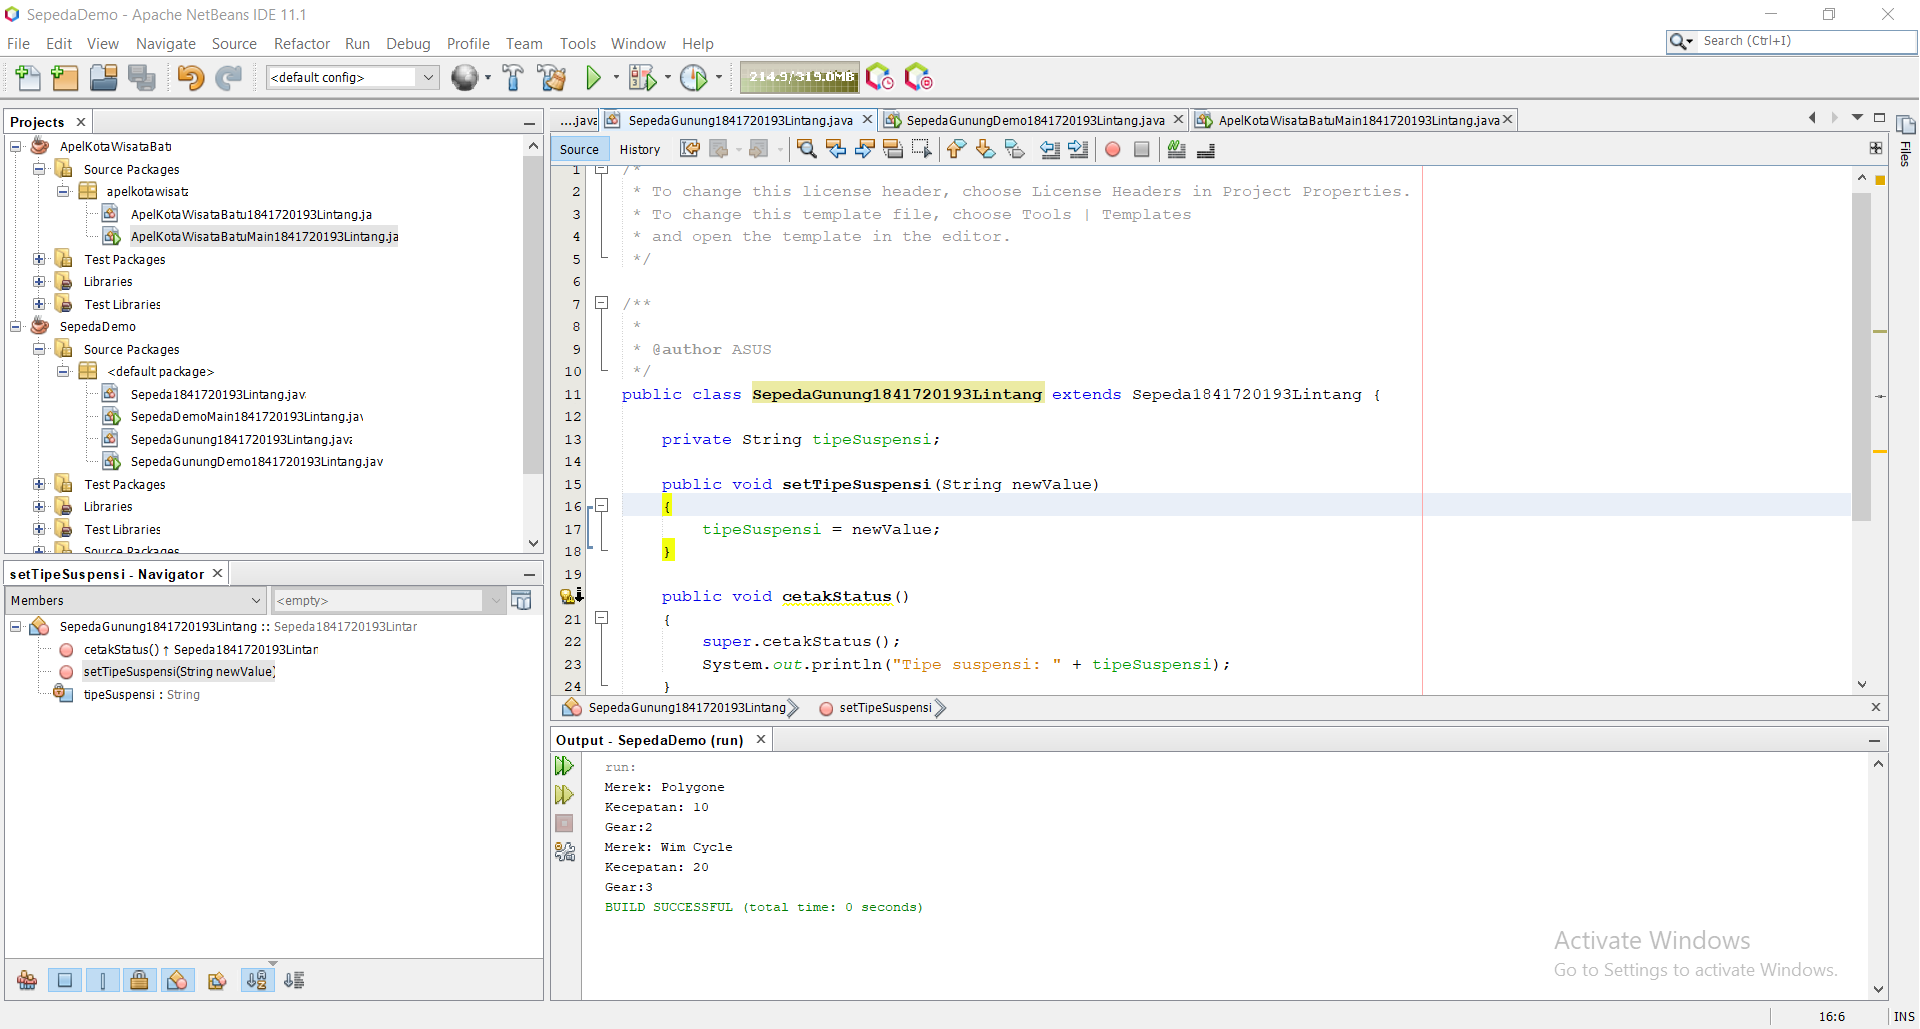 SepedaDemo - Apache NetBeans IDE 11.1
File Edit View Navigate Source Refactor Run Debug Profile Team Tools Window Help
Search (Ctrl+I)
<default config>
214.9/319.0MB
Projects
ApelKotaWisataBatu
Source Packages
apelkotawisata
ApelKotaWisataBatu1841720193Lintang.ja
ApelKotaWisataBatuMain1841720193Lintang.ja
Test Packages
Libraries
Test Libraries
SepedaDemo
Source Packages
<default package>
Sepeda1841720193Lintang.jav
SepedaDemoMain1841720193Lintang.jav
SepedaGunung1841720193Lintang.java
SepedaGunungDemo1841720193Lintang.jav
Test Packages
Libraries
Test Libraries
Source Packages
setTipeSuspensi - Navigator
Members
<empty>
SepedaGunung1841720193Lintang :: Sepeda1841720193Lintar
cetakStatus() ↑ Sepeda1841720193Lintan
setTipeSuspensi(String newValue)
tipeSuspensi : String
....java
SepedaGunung1841720193Lintang.java
SepedaGunungDemo1841720193Lintang.java
ApelKotaWisataBatuMain1841720193Lintang.java
Source History
Files
1 /*
2 * To change this license header, choose License Headers in Project Properties.
3 * To change this template file, choose Tools | Templates
4 * and open the template in the editor.
5 */
6
7 /**
8 *
9 * @author ASUS
10 */
11 public class SepedaGunung1841720193Lintang extends Sepeda1841720193Lintang {
12
13 private String tipeSuspensi;
14
15 public void setTipeSuspensi(String newValue)
16 {
17 tipeSuspensi = newValue;
18 }
19
public void cetakStatus()
21 {
22 super.cetakStatus();
23 System.out.println("Tipe suspensi: " + tipeSuspensi);
24 }
SepedaGunung1841720193Lintang
setTipeSuspensi
Output - SepedaDemo (run)
run:
Merek: Polygone
Kecepatan: 10
Gear:2
Merek: Wim Cycle
Kecepatan: 20
Gear:3
BUILD SUCCESSFUL (total time: 0 seconds)
Activate Windows
Go to Settings to activate Windows.
16:6 INS